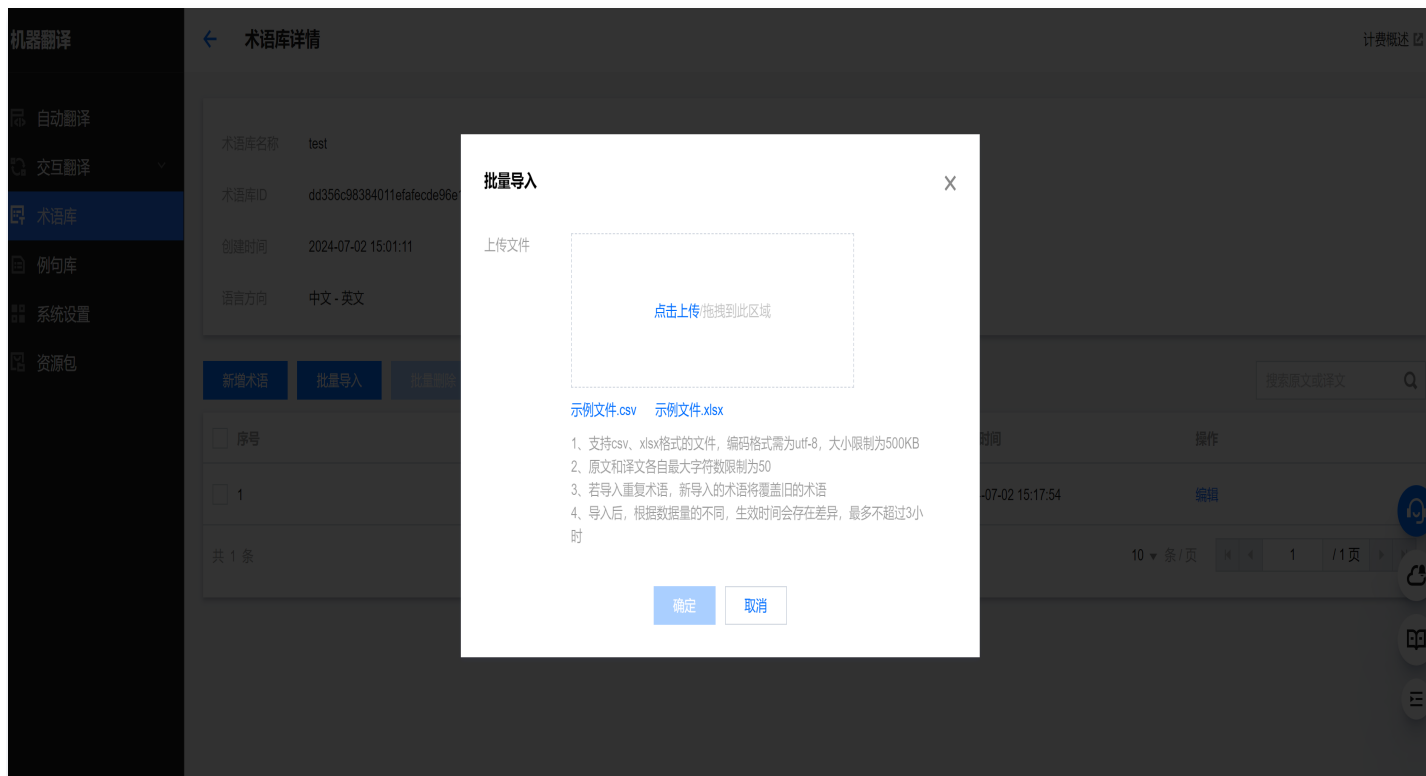 机器翻译
术语库详情
计费概述
自动翻译
交互翻译
术语库
例句库
系统设置
资源包
术语库名称 test
术语库ID dd356c98384011efafecde96e
创建时间 2024-07-02 15:01:11
语言方向 中文 - 英文
新增术语 批量导入 批量删除
搜索原文或译文
序号 时间 操作
1 -07-02 15:17:54 编辑
共 1 条 10 条 / 页 1 / 1 页
批量导入
上传文件
点击上传/拖拽到此区域
示例文件.csv 示例文件.xlsx
1、支持csv、xlsx格式的文件，编码格式需为utf-8，大小限制为500KB
2、原文和译文各自最大字符数限制为50
3、若导入重复术语，新导入的术语将覆盖旧的术语
4、导入后，根据数据量的不同，生效时间会存在差异，最多不超过3小
时
确定 取消